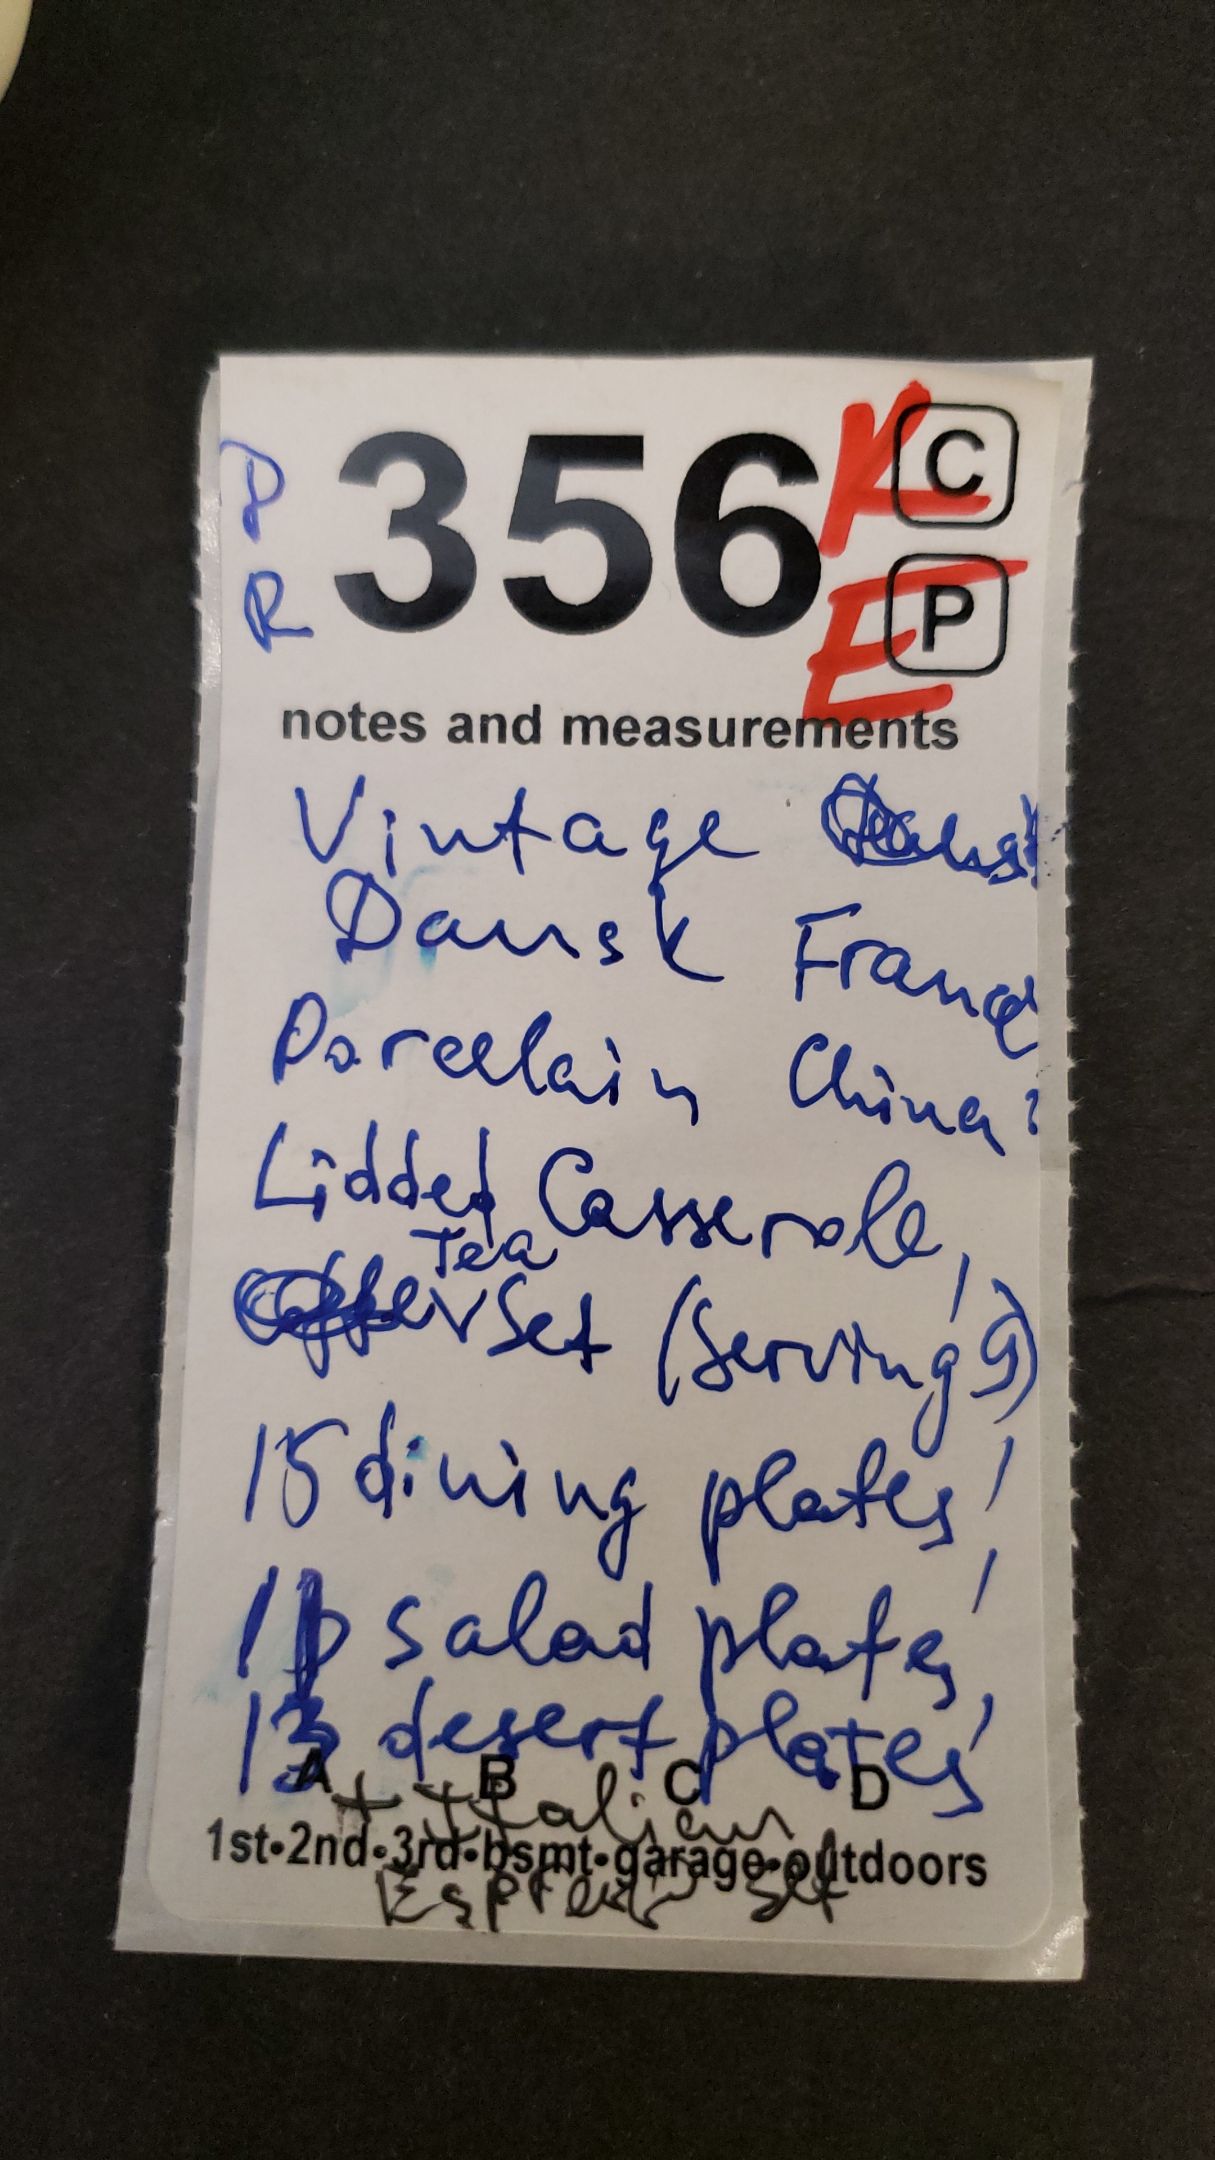 356
C
P
K
E
R
notes and measurements
Vintage
Dansk France
Porcelain China:
Lidded Casserole,
Tea
Set (Serving 9)
15 dining plates,
salad plates,
13 desert plates
A B C D
+ Italian
1st•2nd•3rd•bsmt•garage•outdoors
Espresso set